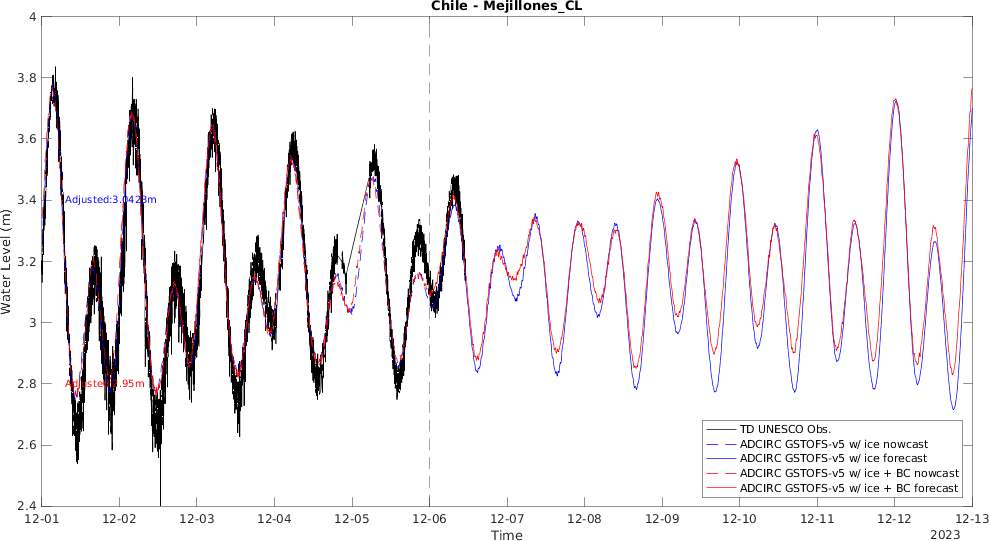 Chile - Mejillones_CL
4
3.8
3.6
3.4
3.2
3
2.8
2.6
2.4
Water Level (m)
Adjusted:3.0423m
TD UNESCO Obs.
ADCIRC GSTOFS-v5 w/ ice nowcast
ADCIRC GSTOFS-v5 w/ ice forecast
ADCIRC GSTOFS-v5 w/ ice + BC nowcast
ADCIRC GSTOFS-v5 w/ ice + BC forecast
12-01 12-02 12-03 12-04 12-05 12-06 12-07 12-08 12-09 12-10 12-11 12-12 12-13
Time
2023